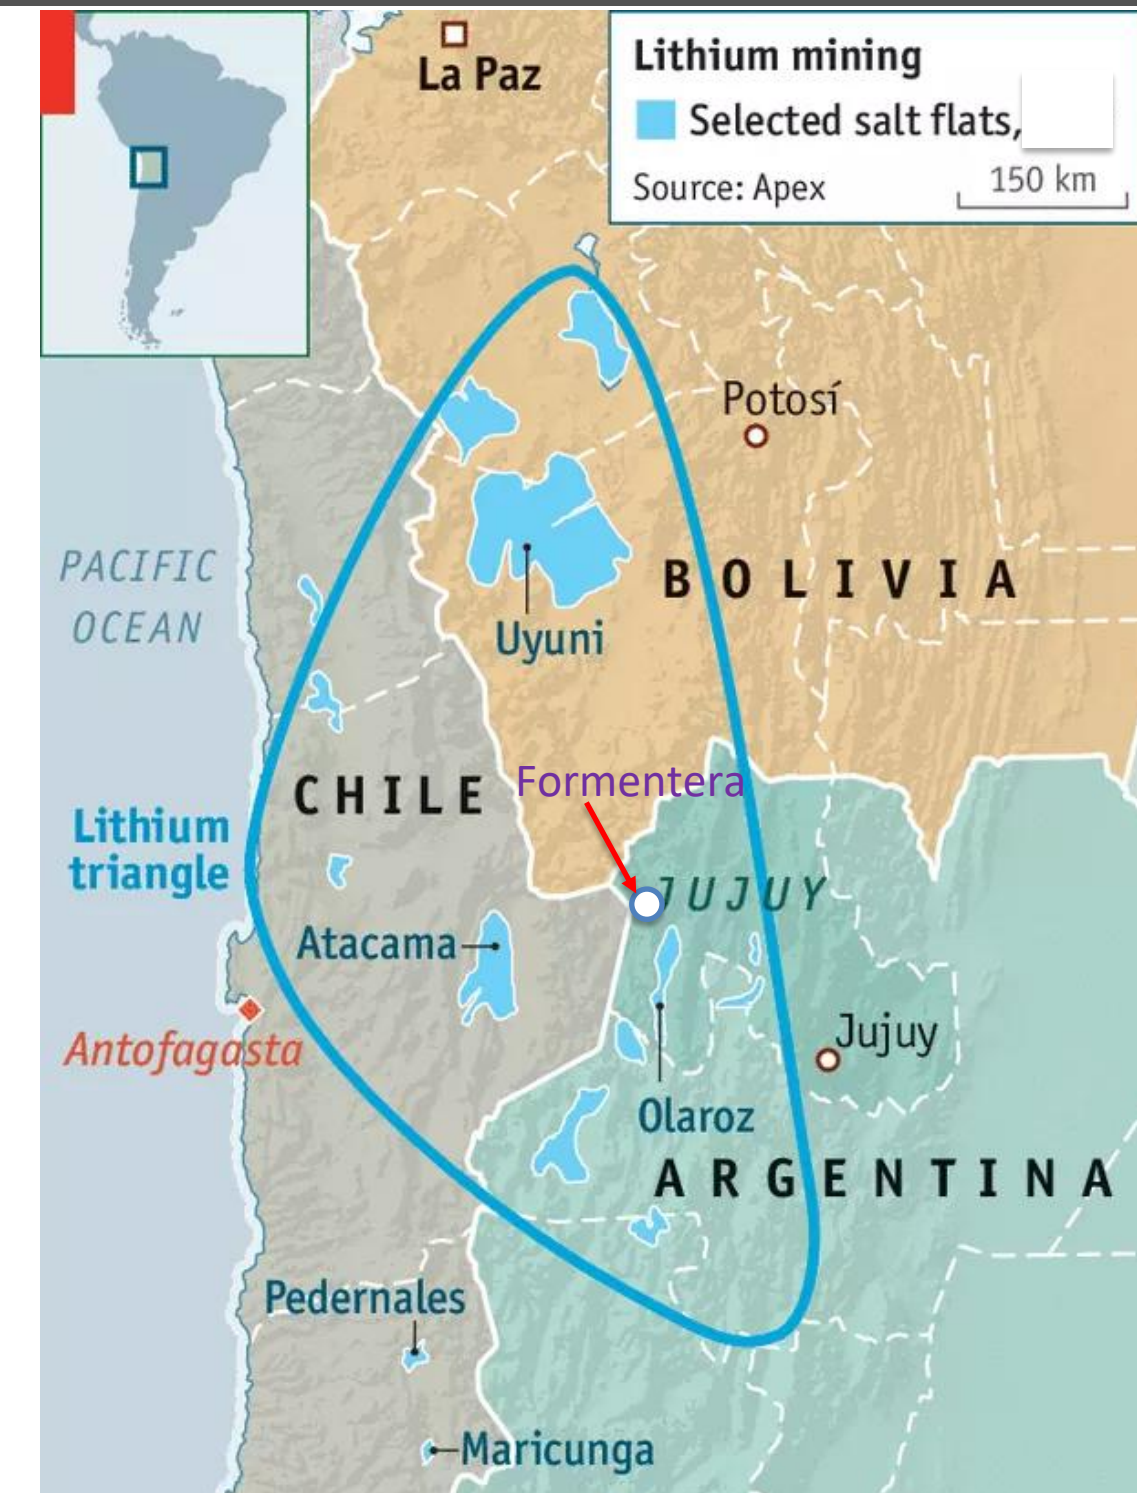 La Paz
Lithium mining
Selected salt flats,
Source: Apex
150 km
Potosí
PACIFIC
OCEAN
BOLIVIA
Uyuni
CHILE
Formentera
Lithium
triangle
JUJUY
Atacama
Antofagasta
Jujuy
Olaroz
ARGENTINA
Pedernales
Maricunga